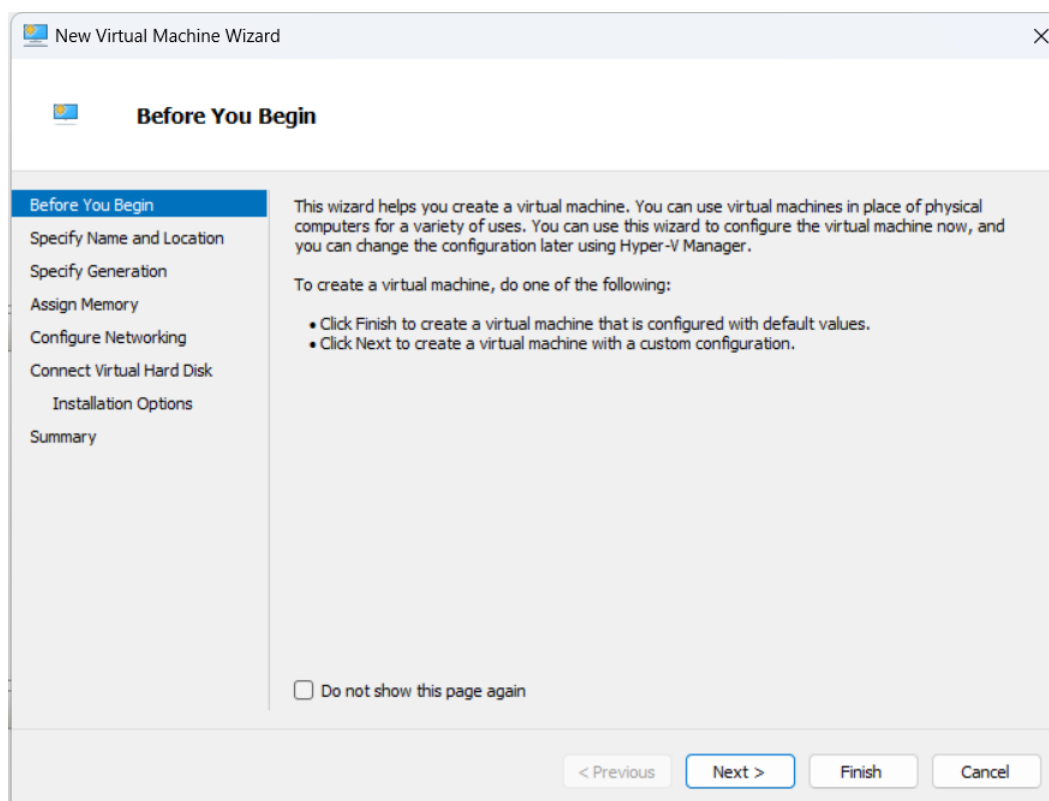 New Virtual Machine Wizard
Before You Begin
Before You Begin
Specify Name and Location
Specify Generation
Assign Memory
Configure Networking
Connect Virtual Hard Disk
Installation Options
Summary
This wizard helps you create a virtual machine. You can use virtual machines in place of physical
computers for a variety of uses. You can use this wizard to configure the virtual machine now, and
you can change the configuration later using Hyper-V Manager.
To create a virtual machine, do one of the following:
• Click Finish to create a virtual machine that is configured with default values.
• Click Next to create a virtual machine with a custom configuration.
Do not show this page again
< Previous Next > Finish Cancel